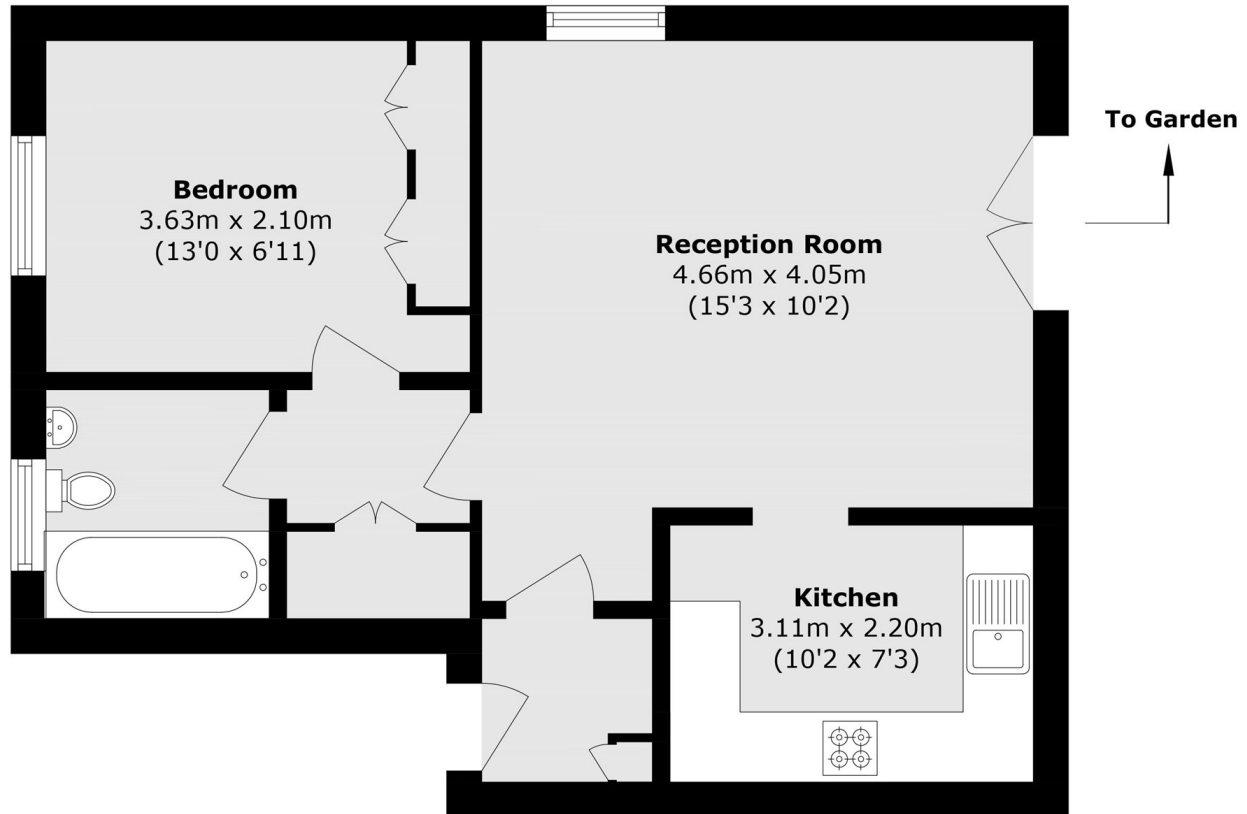 To Garden
Bedroom
3.63m x 2.10m
(13'0 x 6'11)
Reception Room
4.66m x 4.05m
(15'3 x 10'2)
Kitchen
3.11m x 2.20m
(10'2 x 7'3)